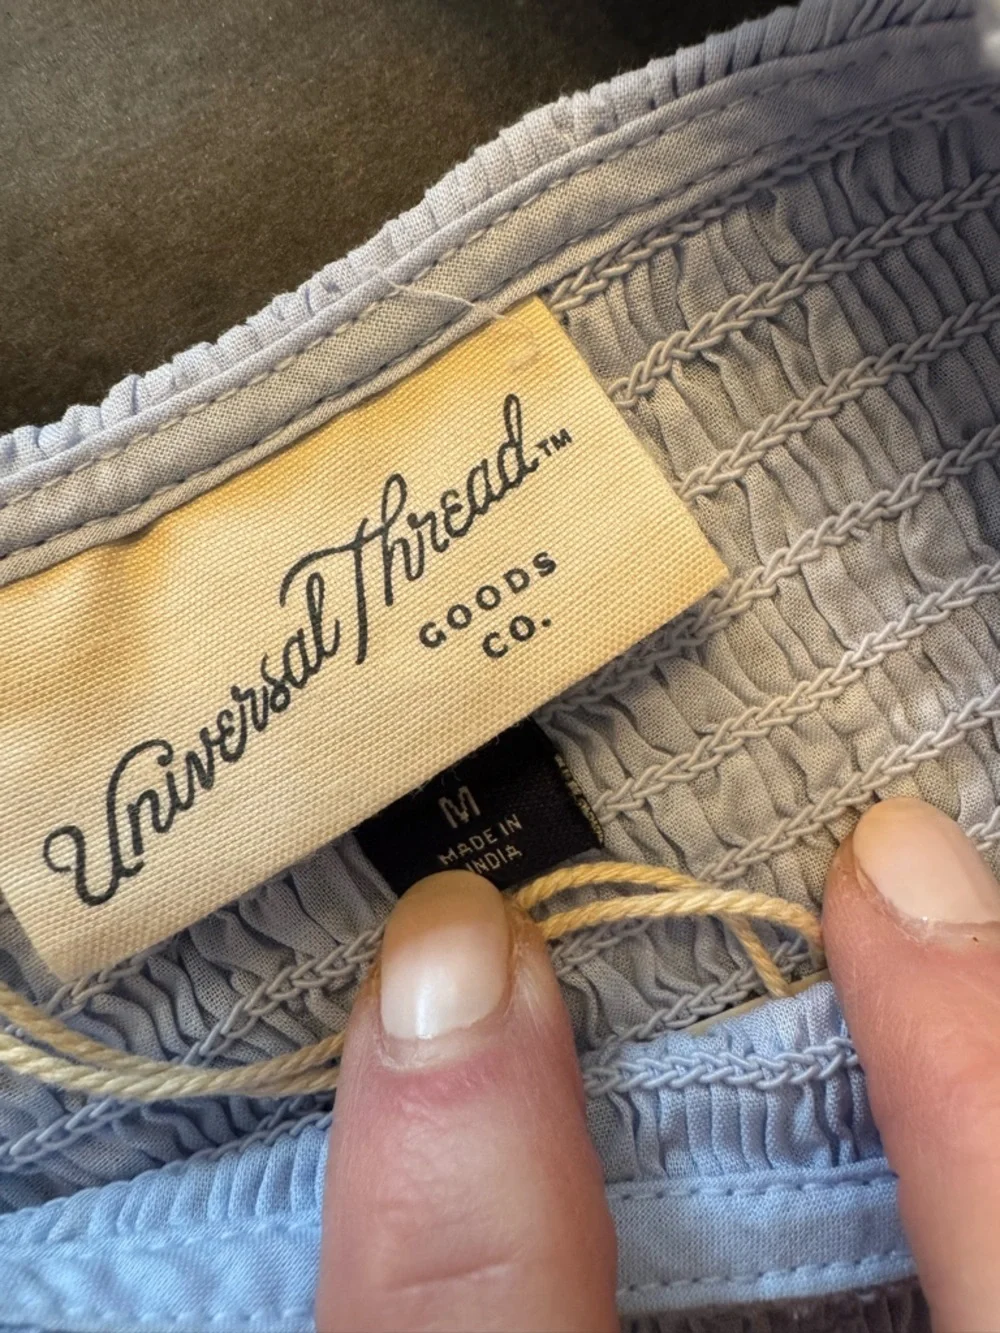 Universal Thread™
GOODS
CO.
M
MADE IN
INDIA